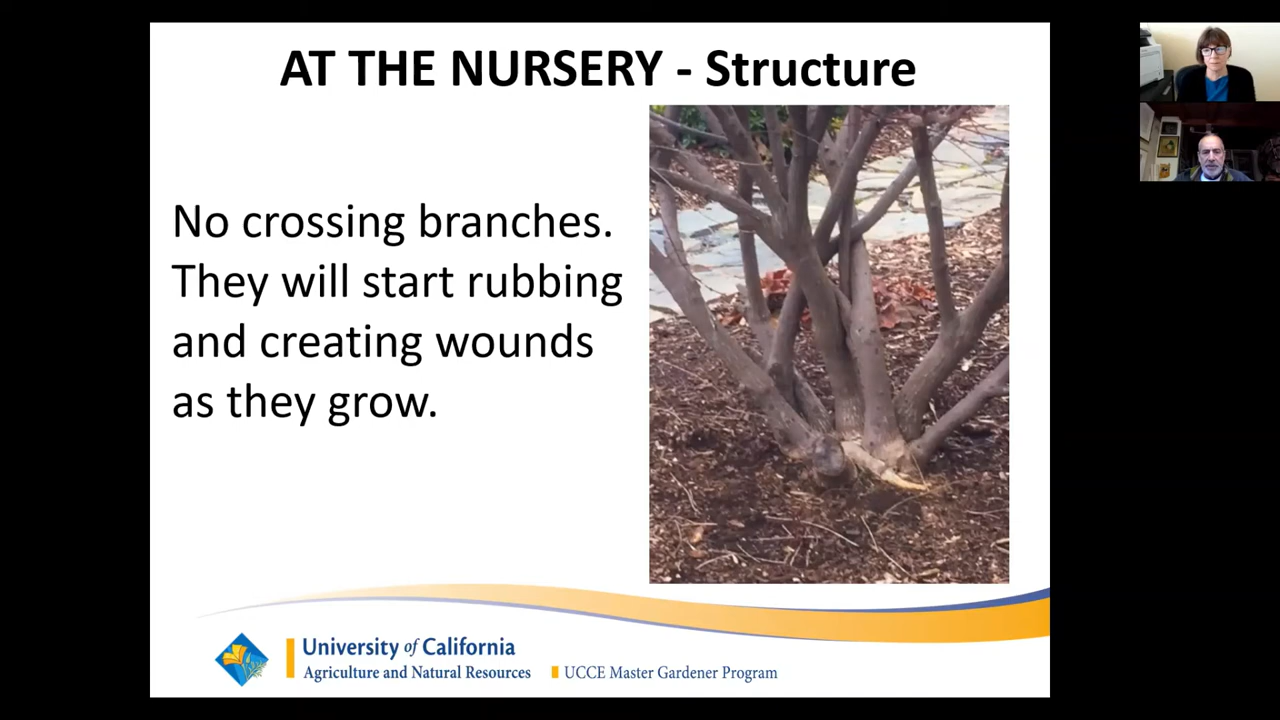 AT THE NURSERY - Structure
No crossing branches.
They will start rubbing
and creating wounds
as they grow.
University of California
Agriculture and Natural Resources
UCCE Master Gardener Program